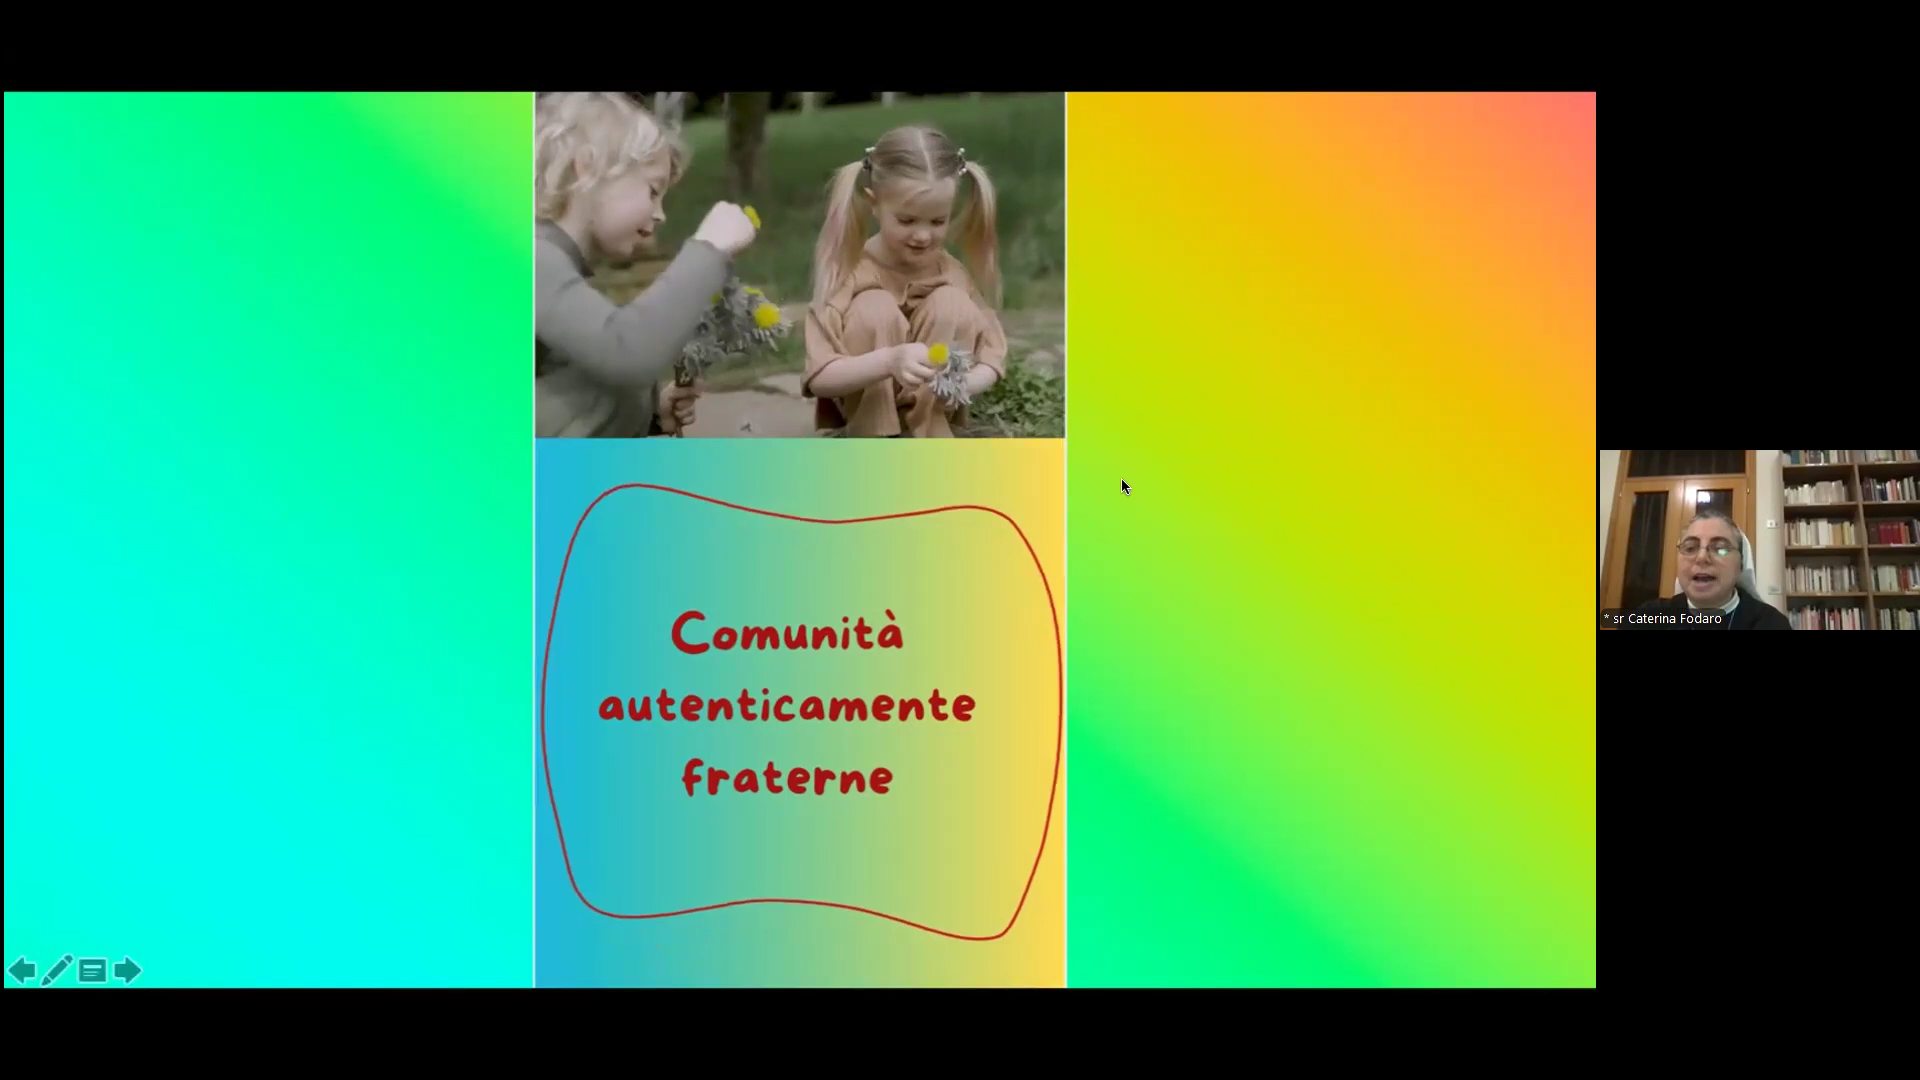 Comunità
autenticamente
fraterne
* sr Caterina Fodaro